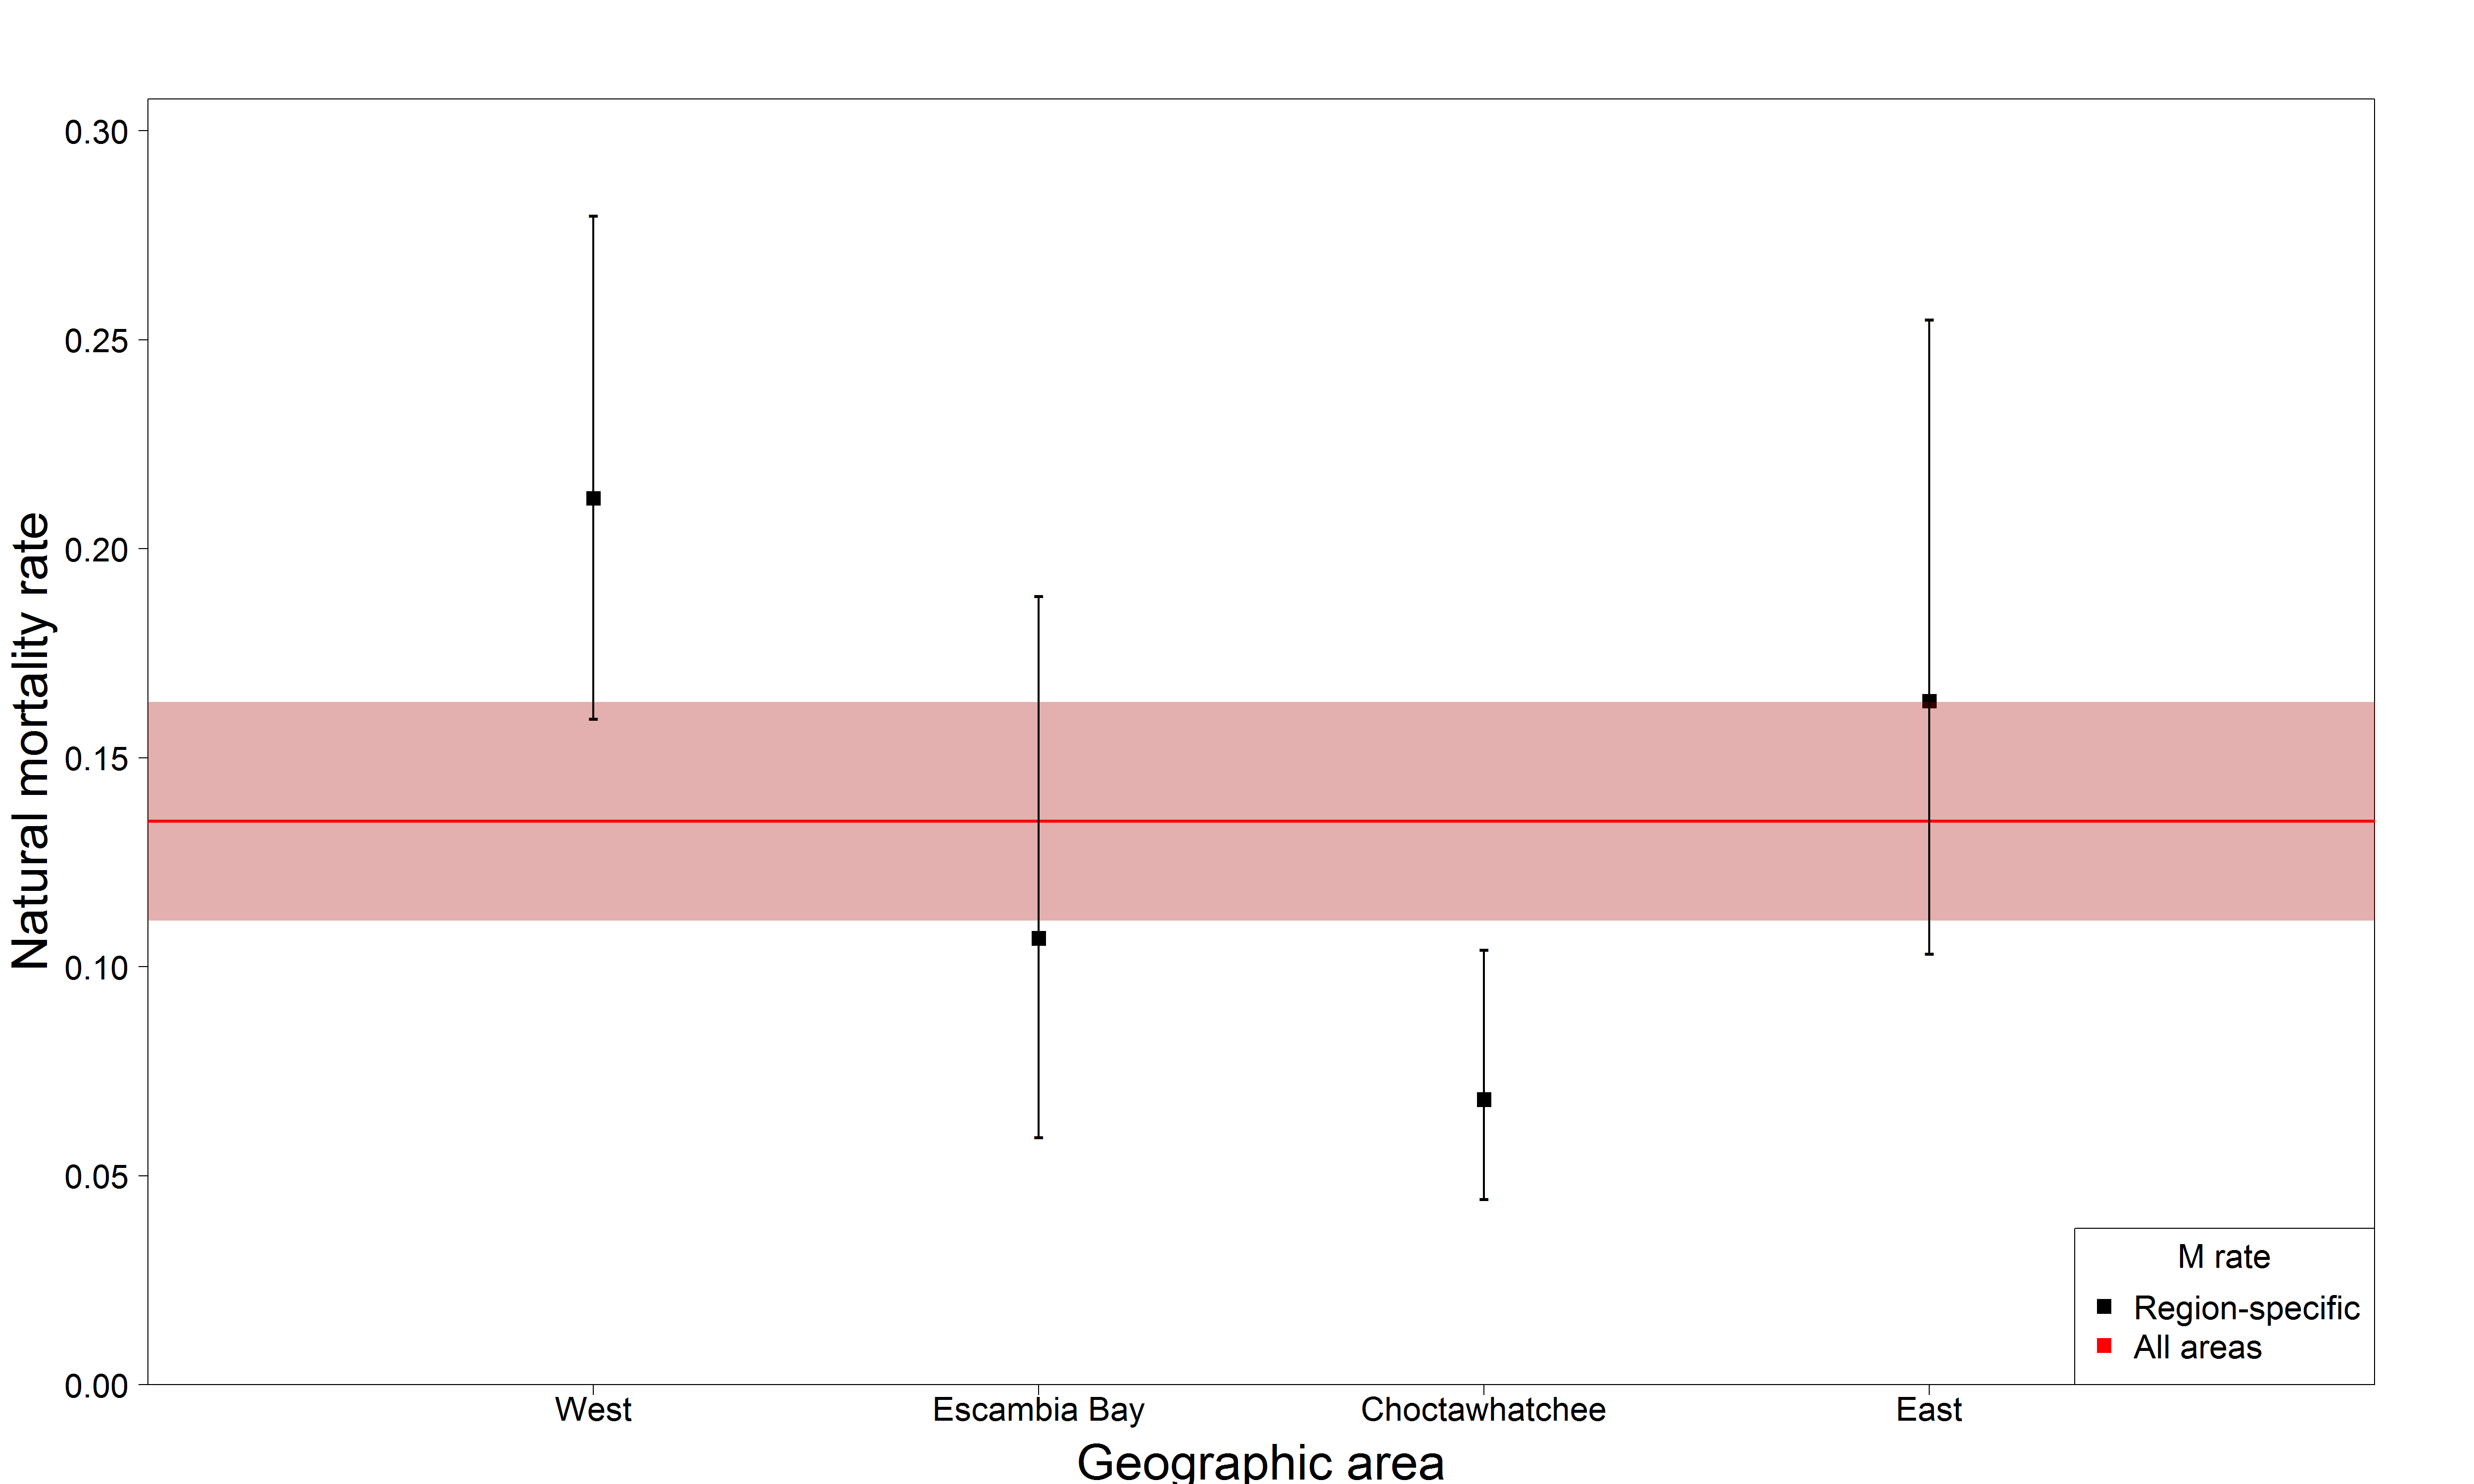 Natural mortality rate
0.30
0.25
0.20
0.15
0.10
0.05
0.00
West
Escambia Bay
Choctawhatchee
East
Geographic area
M rate
Region-specific
All areas